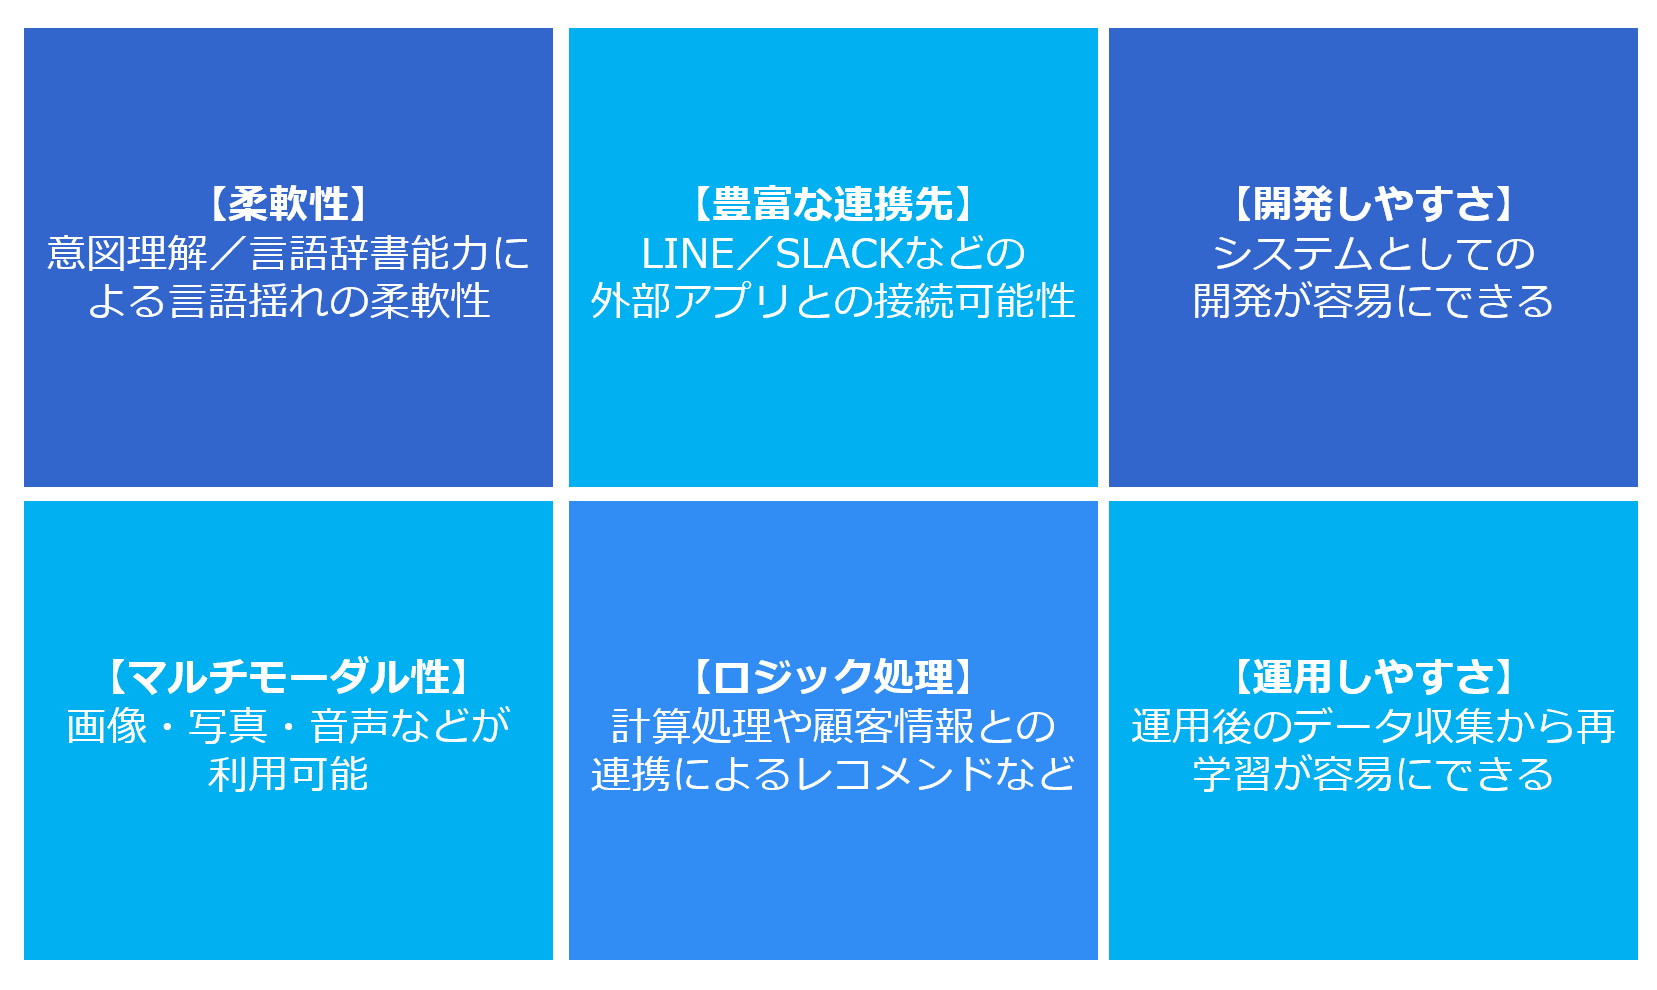 【柔軟性】
意図理解／言語辞書能力に
よる言語揺れの柔軟性
【豊富な連携先】
LINE／SLACKなどの
外部アプリとの接続可能性
【開発しやすさ】
システムとしての
開発が容易にできる
【マルチモーダル性】
画像・写真・音声などが
利用可能
【ロジック処理】
計算処理や顧客情報との
連携によるレコメンドなど
【運用しやすさ】
運用後のデータ収集から再
学習が容易にできる